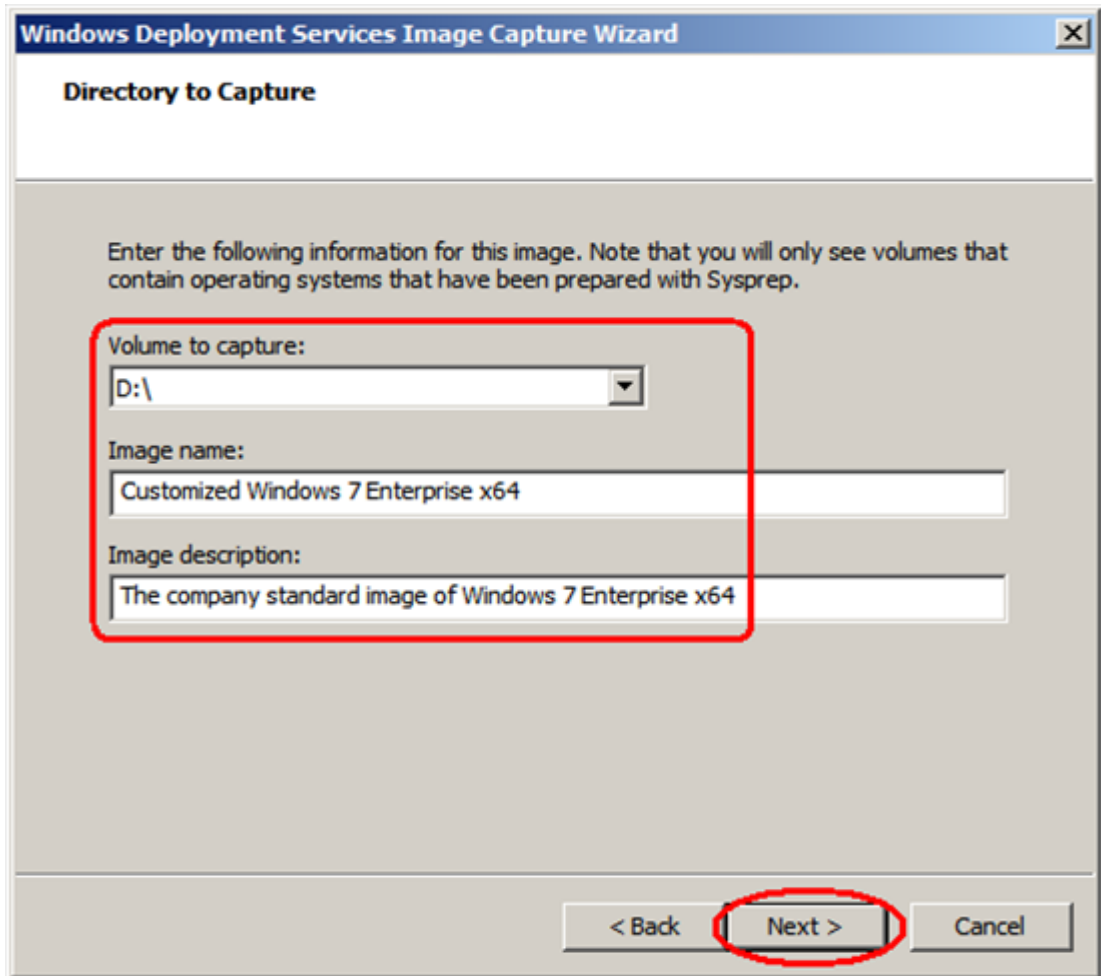 Windows Deployment Services Image Capture Wizard
Directory to Capture
Enter the following information for this image. Note that you will only see volumes that
contain operating systems that have been prepared with Sysprep.
Volume to capture:
D:\
Image name:
Customized Windows 7 Enterprise x64
Image description:
The company standard image of Windows 7 Enterprise x64
< Back Next > Cancel